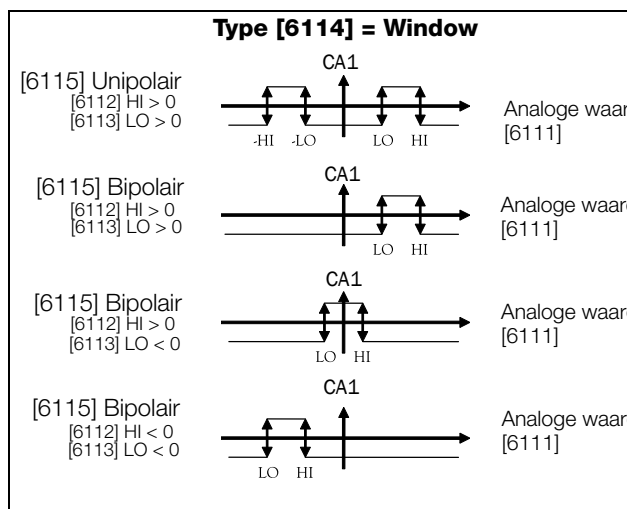 Type [6114] = Window
CA1
[6115] Unipolair
[6112] HI > 0
[6113] LO > 0
-HI -LO LO HI
Analoge waar
[6111]
CA1
[6115] Bipolair
[6112] HI > 0
[6113] LO > 0
LO HI
Analoge waar
[6111]
CA1
[6115] Bipolair
[6112] HI > 0
[6113] LO < 0
LO HI
Analoge waar
[6111]
CA1
[6115] Bipolair
[6112] HI < 0
[6113] LO < 0
LO HI
Analoge waar
[6111]